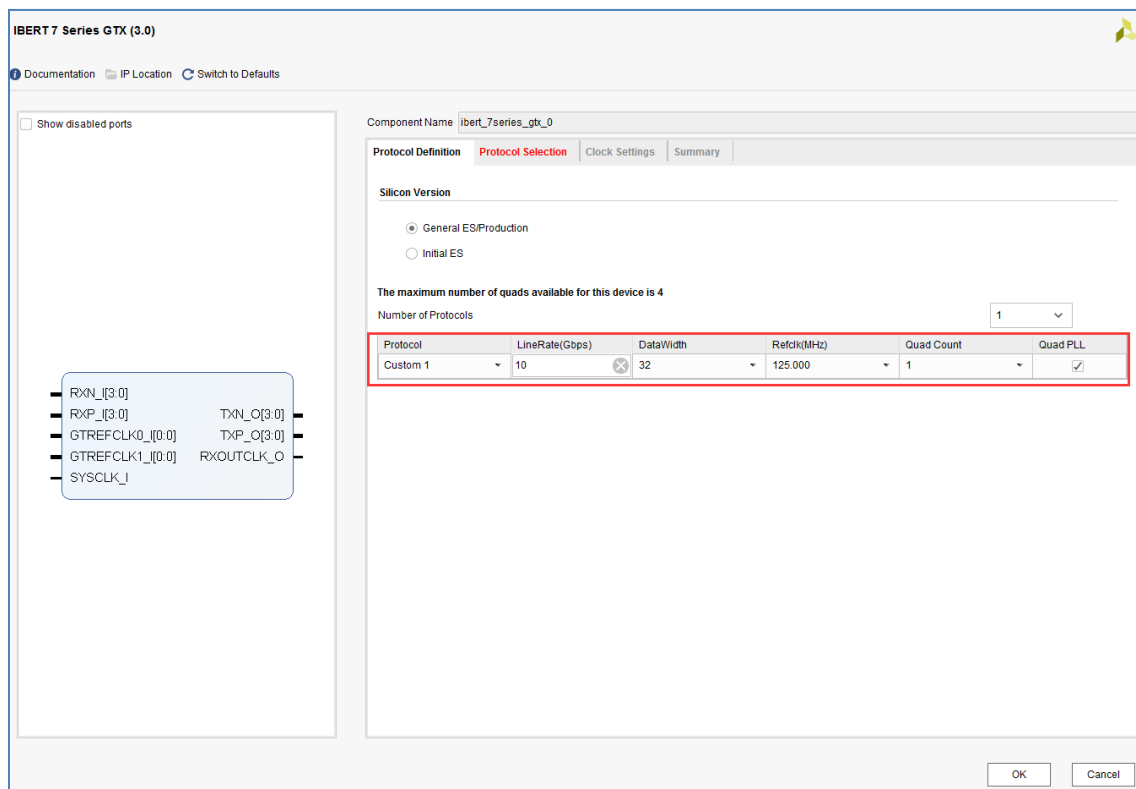 IBERT 7 Series GTX (3.0)
Documentation IP Location Switch to Defaults
Show disabled ports
RXN_I[3:0]
RXP_I[3:0] TXN_O[3:0]
GTREFCLK0_I[0:0] TXP_O[3:0]
GTREFCLK1_I[0:0] RXOUTCLK_O
SYSCLK_I
Component Name ibert_7series_gtx_0
Protocol Definition Protocol Selection Clock Settings Summary
Silicon Version
General ES/Production
Initial ES
The maximum number of quads available for this device is 4
Number of Protocols 1
Protocol LineRate(Gbps) DataWidth Refclk(MHz) Quad Count Quad PLL
Custom 1 10 32 125.000 1
OK Cancel